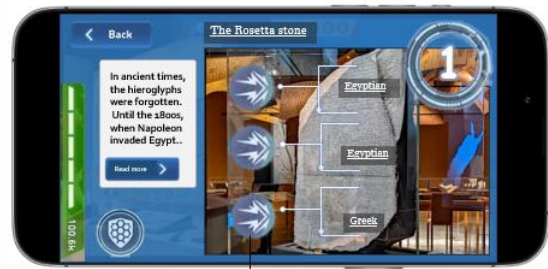 Back
The Rosetta stone
1
In ancient times,
the hieroglyphs
were forgotten.
Until the 1800s,
when Napoleon
invaded Egypt..
Read more
Egyptian
Egyptian
Greek
100.6k